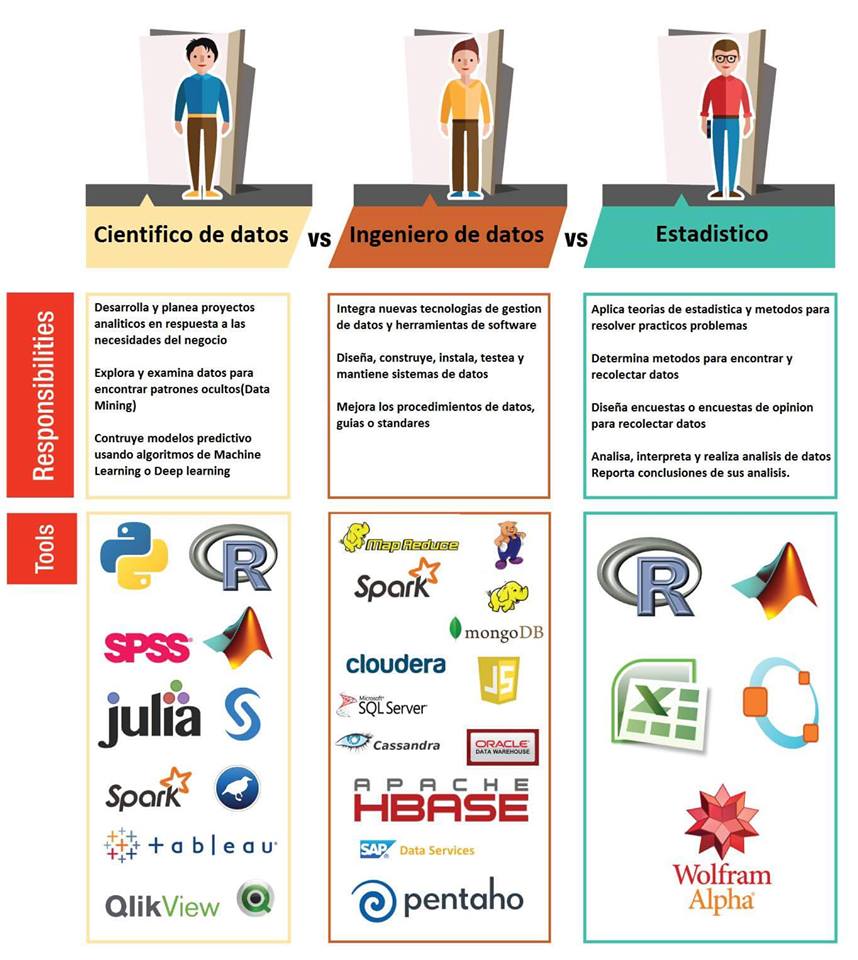 Cientifico de datos
vs
Ingeniero de datos
vs
Estadistico
Responsibilities
Desarrolla y planea proyectos
analiticos en respuesta a las
necesidades del negocio
Explora y examina datos para
encontrar patrones ocultos(Data
Mining)
Contruye modelos predictivo
usando algoritmos de Machine
Learning o Deep learning
Integra nuevas tecnologias de gestion
de datos y herramientas de software
Diseña, construye, instala, testea y
mantiene sistemas de datos
Mejora los procedimientos de datos,
guias o standares
Aplica teorias de estadistica y metodos para
resolver practicos problemas
Determina metodos para encontrar y
recolectar datos
Diseña encuestas o encuestas de opinion
para recolectar datos
Analisa, interpreta y realiza analisis de datos
Reporta conclusiones de sus analisis.
Tools
R
SPSS
julia
Spark
+ableau
QlikView
Map Reduce
Spark
mongoDB
cloudera
JS
Microsoft
SQL Server
Cassandra
ORACLE
DATA WAREHOUSE
APACHE
HBASE
SAP Data Services
pentaho
R
X
Wolfram
Alpha